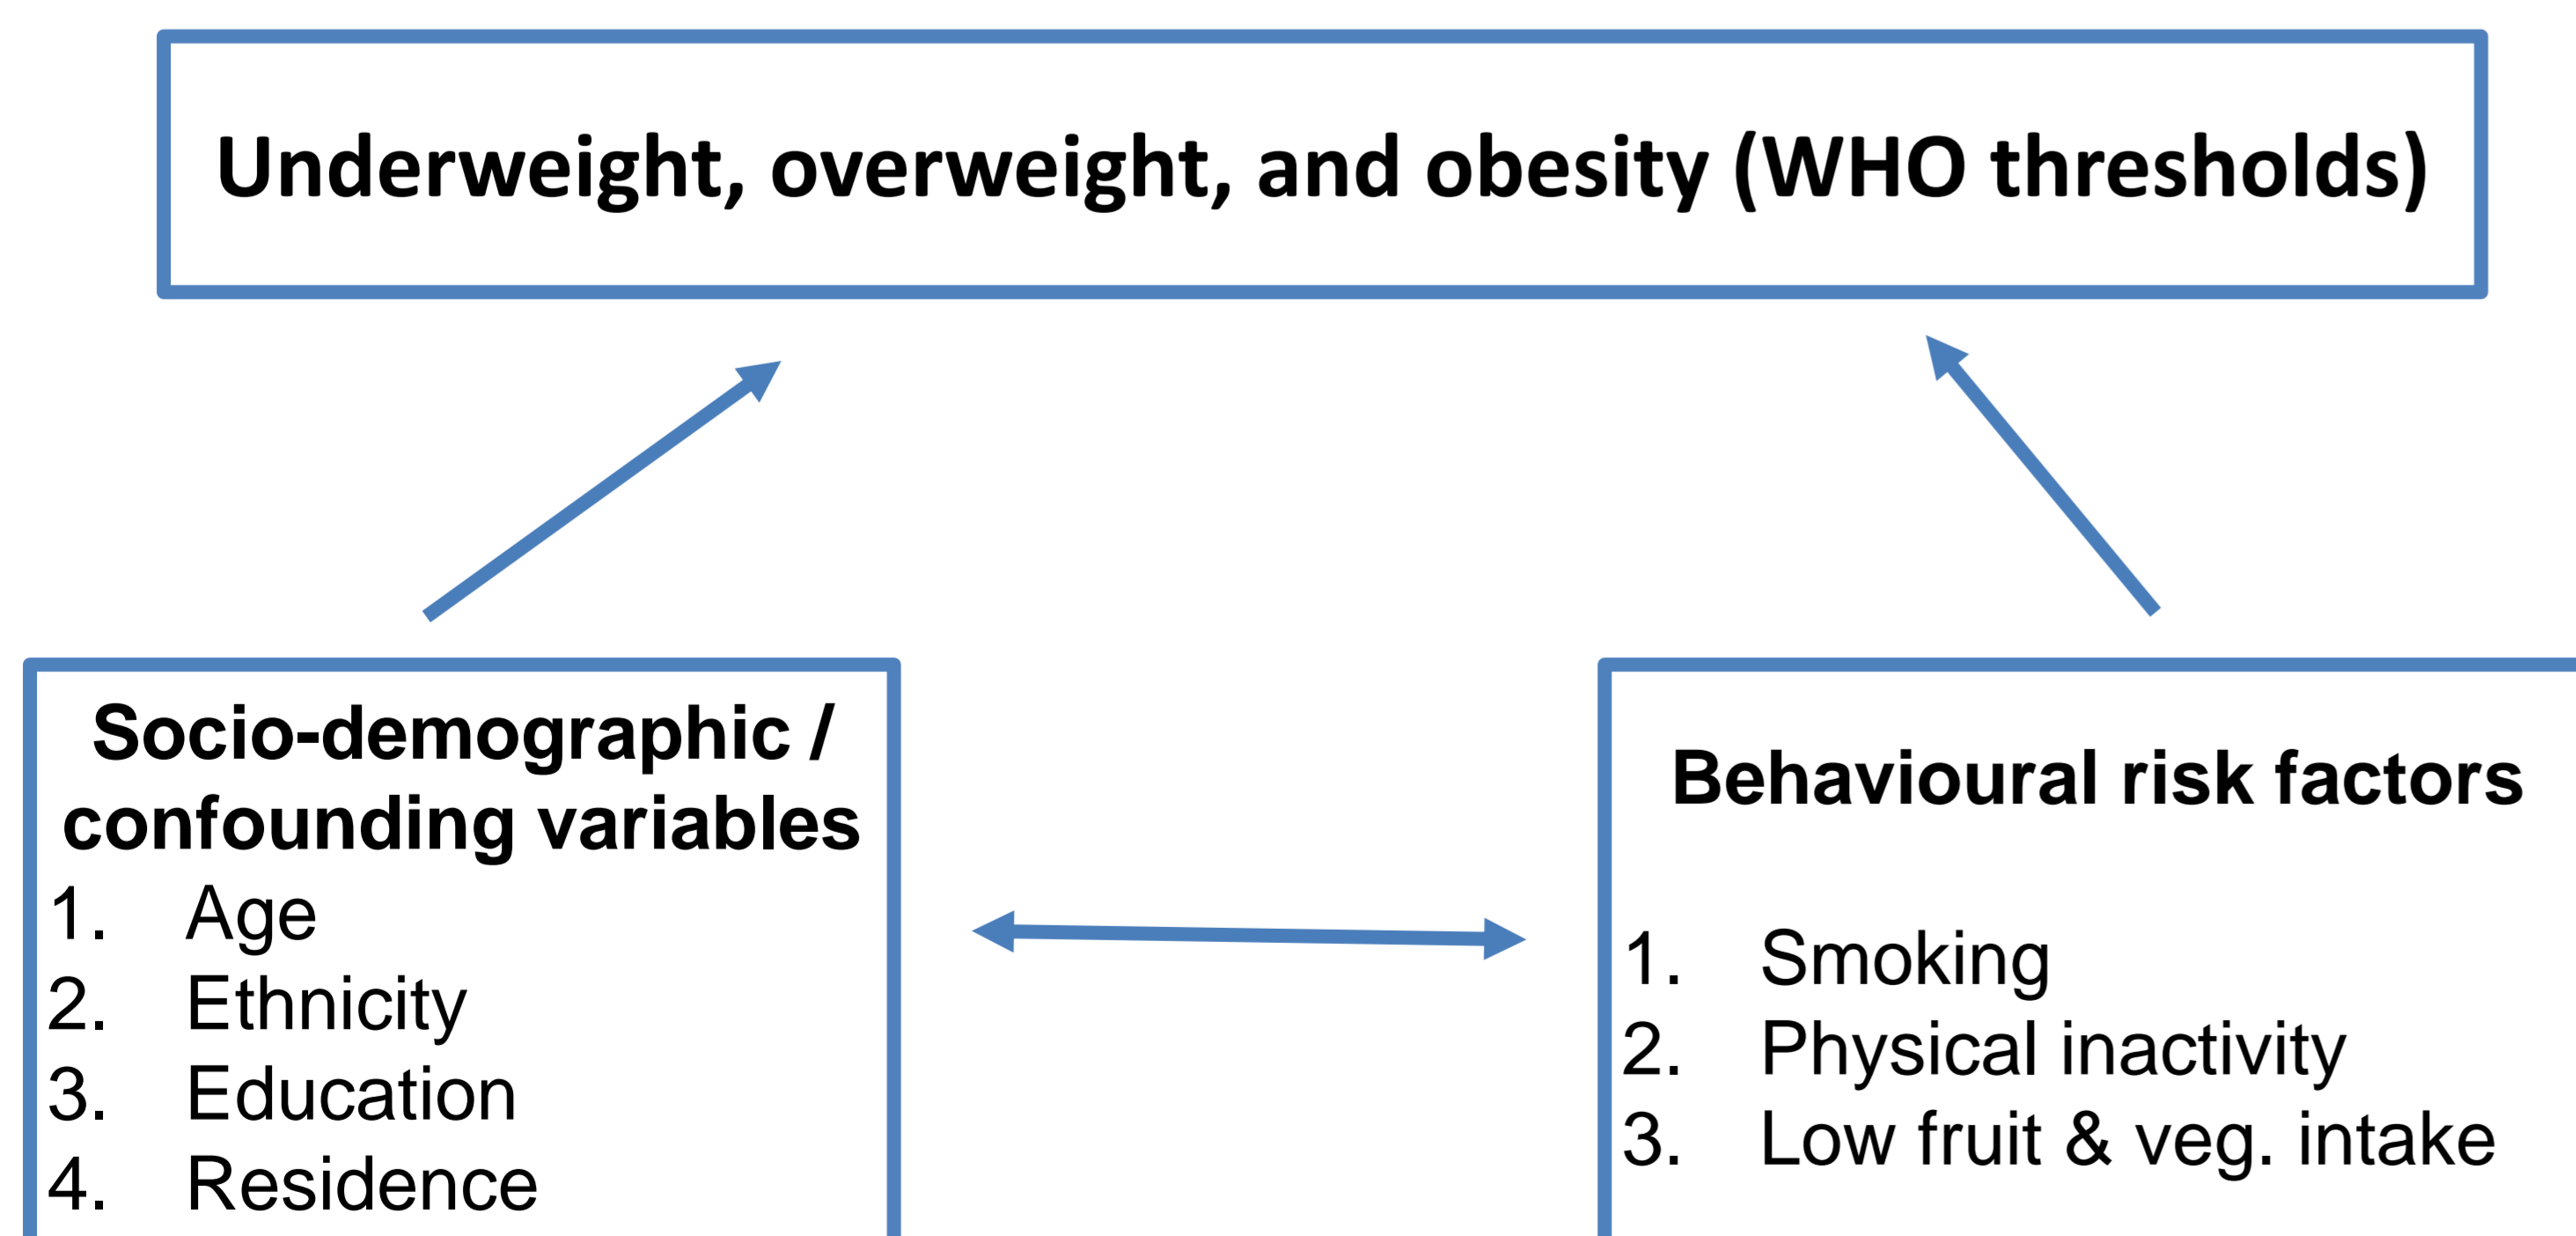 Underweight, overweight, and obesity (WHO thresholds)
Socio-demographic /
confounding variables
1. Age
2. Ethnicity
3. Education
4. Residence
Behavioural risk factors
1. Smoking
2. Physical inactivity
3. Low fruit & veg. intake